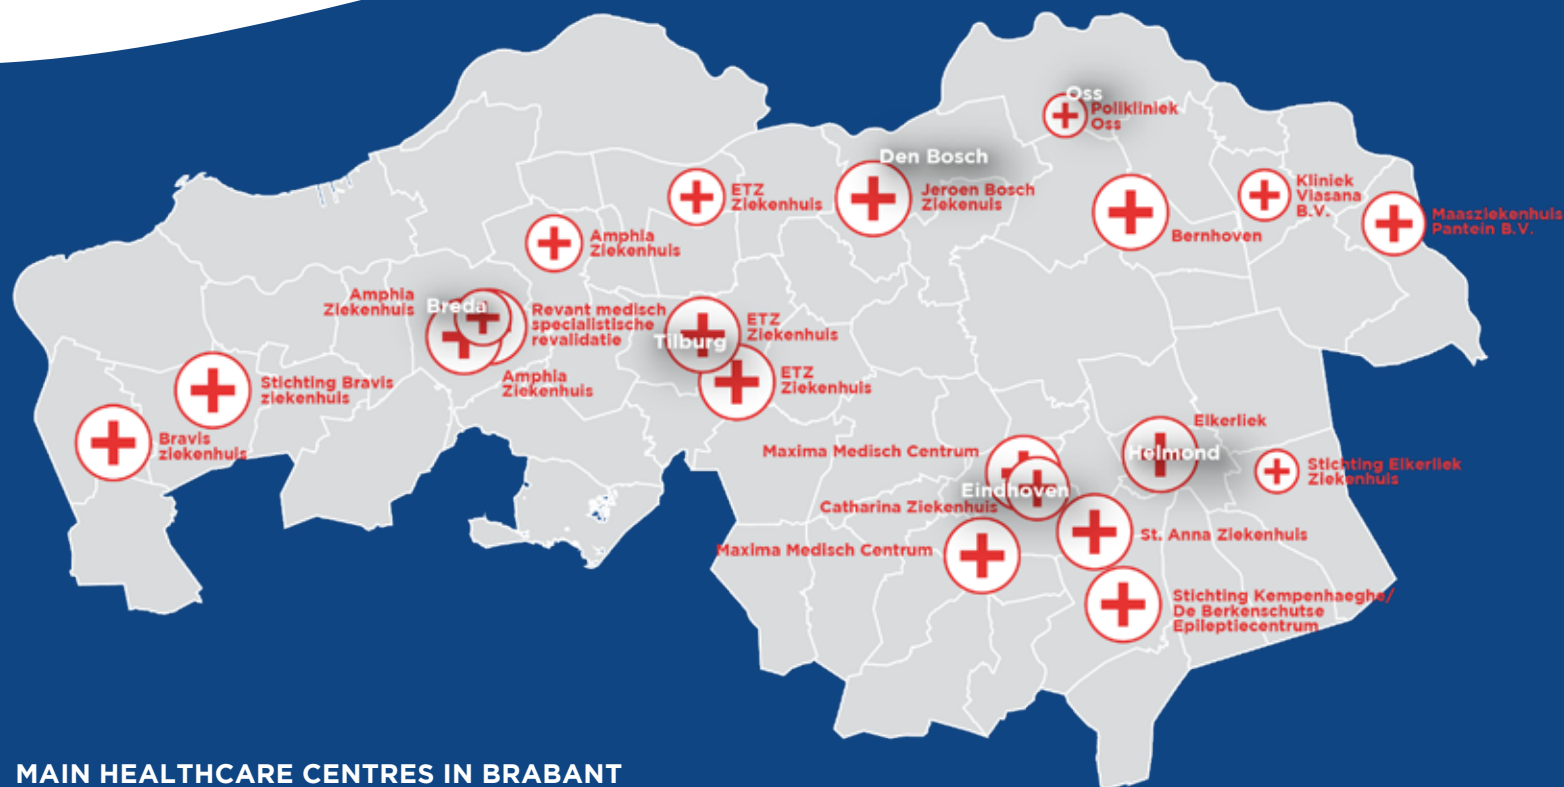 Oss
Polikliniek
Oss
Den Bosch
Jeroen Bosch
Ziekenuis
ETZ
Ziekenhuis
Kliniek
Viasana
B.V.
Maasziekenhuis
Pantein B.V.
Bernhoven
Amphia
Ziekenhuis
Amphia
Ziekenhuis
Breda
Revant medisch
specialistische
revalidatie
Amphia
Ziekenhuis
ETZ
Ziekenhuis
Tilburg
ETZ
Ziekenhuis
Stichting Bravis
ziekenhuis
Bravis
ziekenhuis
Elkerliek
Helmond
Maxima Medisch Centrum
Stichting Elkerliek
Ziekenhuis
Eindhoven
Catharina Ziekenhuis
St. Anna Ziekenhuis
Maxima Medisch Centrum
Stichting Kempenhaeghe/
De Berkenschutse
Epileptiecentrum
MAIN HEALTHCARE CENTRES IN BRABANT